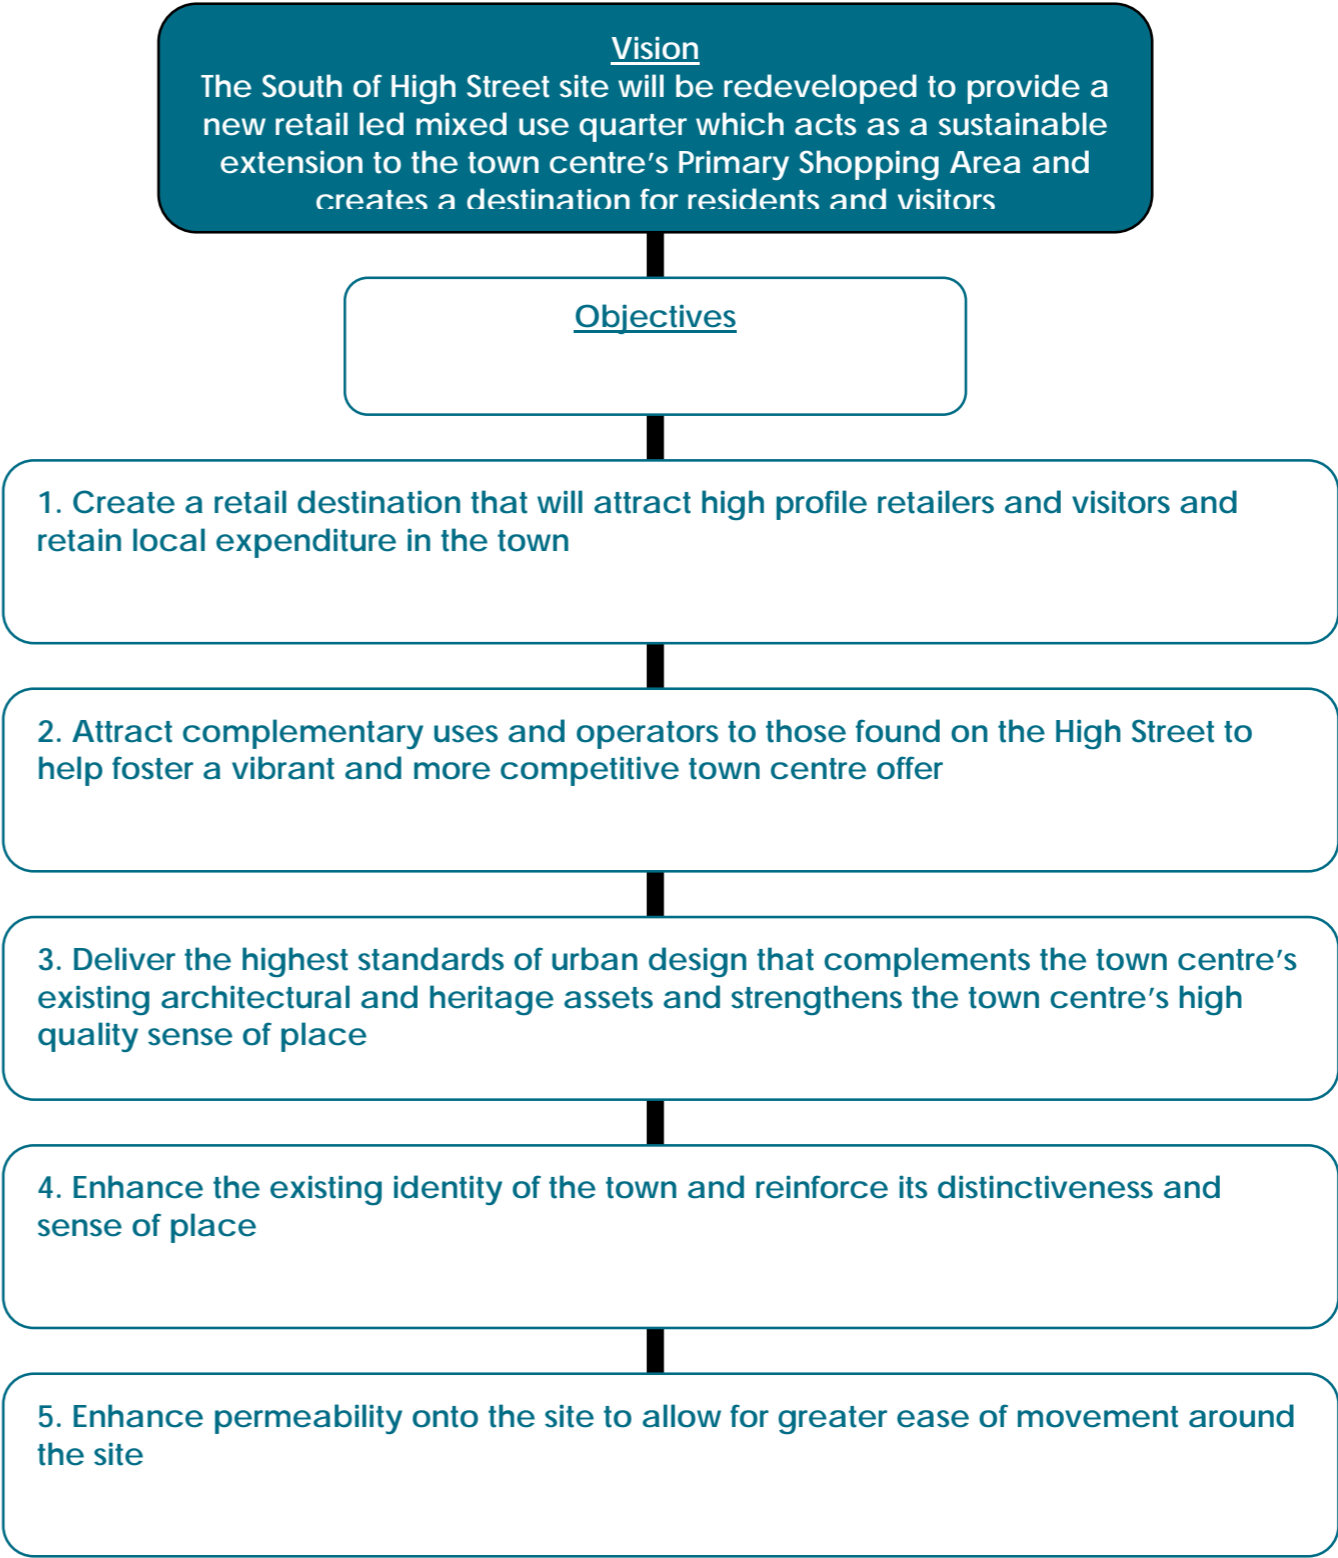 Vision
The South of High Street site will be redeveloped to provide a
new retail led mixed use quarter which acts as a sustainable
extension to the town centre’s Primary Shopping Area and
creates a destination for residents and visitors
Objectives
1. Create a retail destination that will attract high profile retailers and visitors and
retain local expenditure in the town
2. Attract complementary uses and operators to those found on the High Street to
help foster a vibrant and more competitive town centre offer
3. Deliver the highest standards of urban design that complements the town centre’s
existing architectural and heritage assets and strengthens the town centre’s high
quality sense of place
4. Enhance the existing identity of the town and reinforce its distinctiveness and
sense of place
5. Enhance permeability onto the site to allow for greater ease of movement around
the site